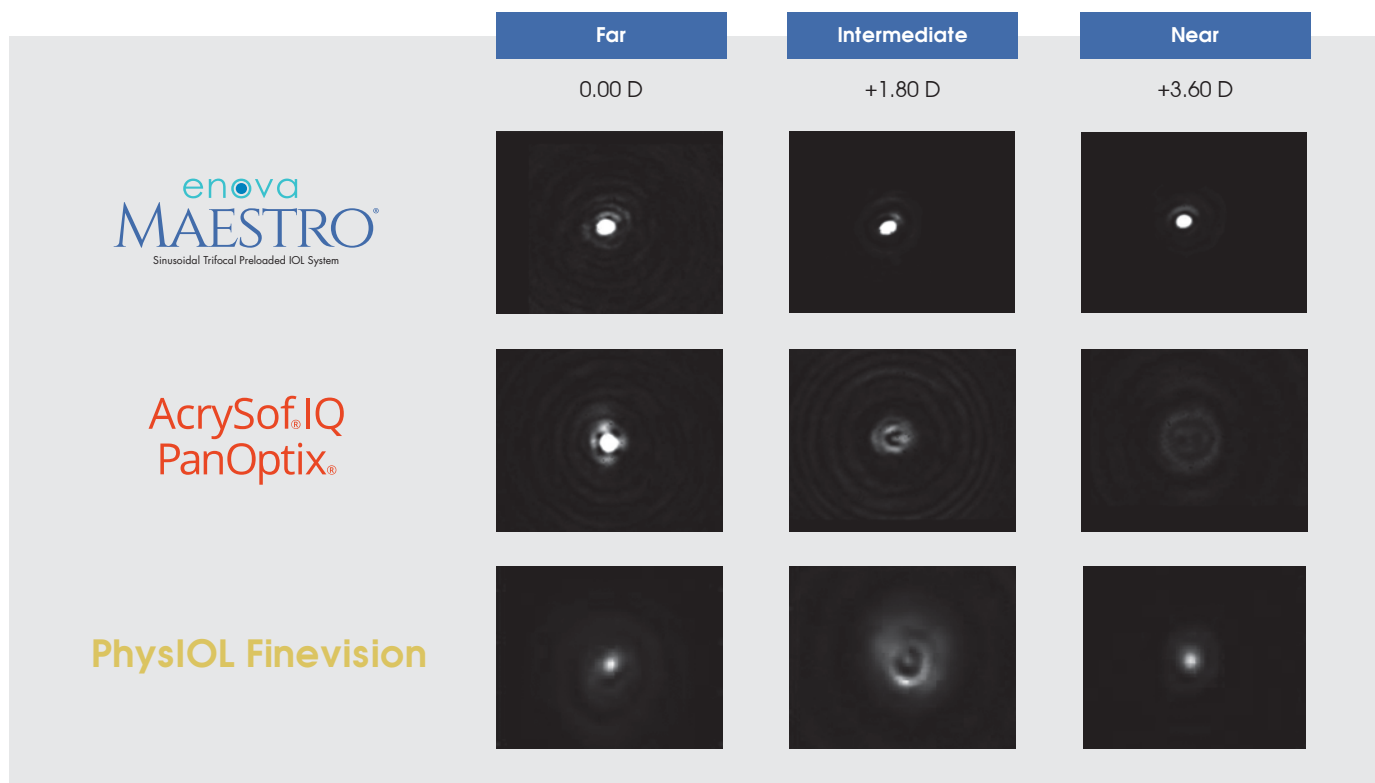 Far Intermediate Near
0.00 D +1.80 D +3.60 D
enova
MAESTRO®
Sinusoidal Trifocal Preloaded IOL System
AcrySof®IQ
PanOptix®
PhysIOL Finevision